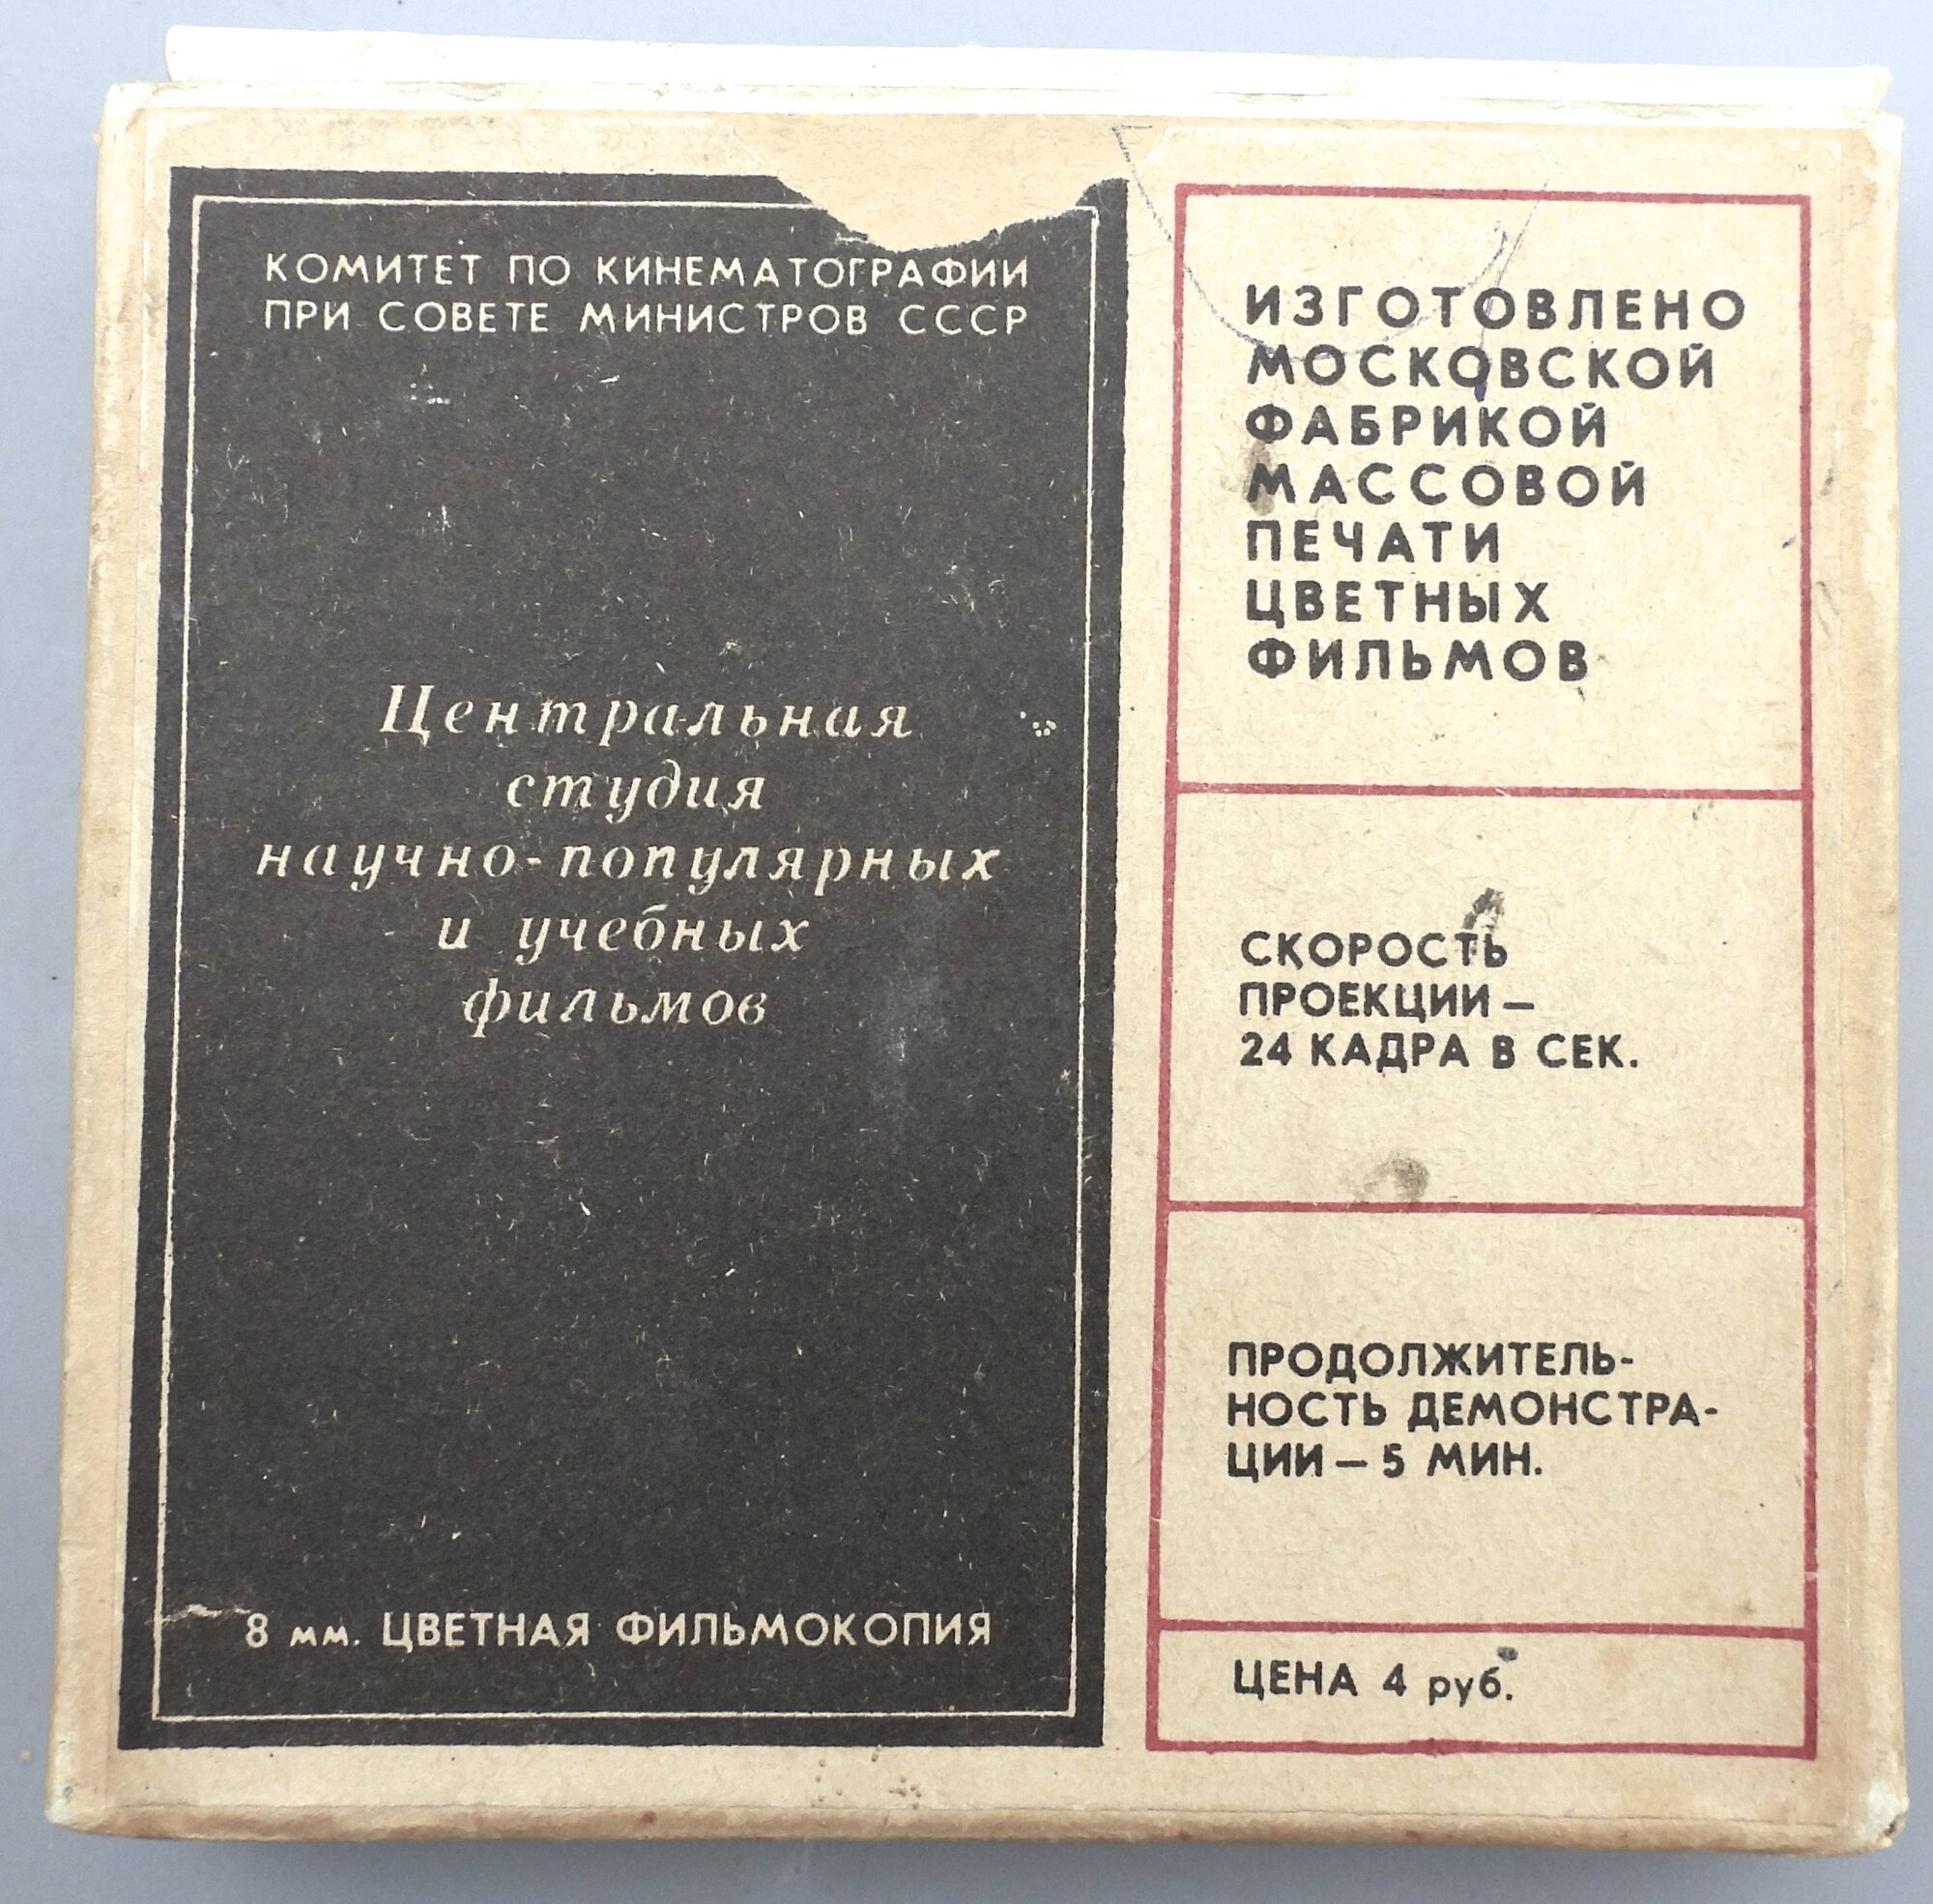 КОМИТЕТ ПО КИНЕМАТОГРАФИИ
ПРИ СОВЕТЕ МИНИСТРОВ СССР
Центральная
студия
научно-популярных
и учебных
фильмов
8 мм. ЦВЕТНАЯ ФИЛЬМОКОПИЯ
ИЗГОТОВЛЕНО
МОСКОВСКОЙ
ФАБРИКОЙ
МАССОВОЙ
ПЕЧАТИ
ЦВЕТНЫХ
ФИЛЬМОВ
СКОРОСТЬ
ПРОЕКЦИИ —
24 КАДРА В СЕК.
ПРОДОЛЖИТЕЛЬ-
НОСТЬ ДЕМОНСТРА-
ЦИИ — 5 МИН.
ЦЕНА 4 руб.